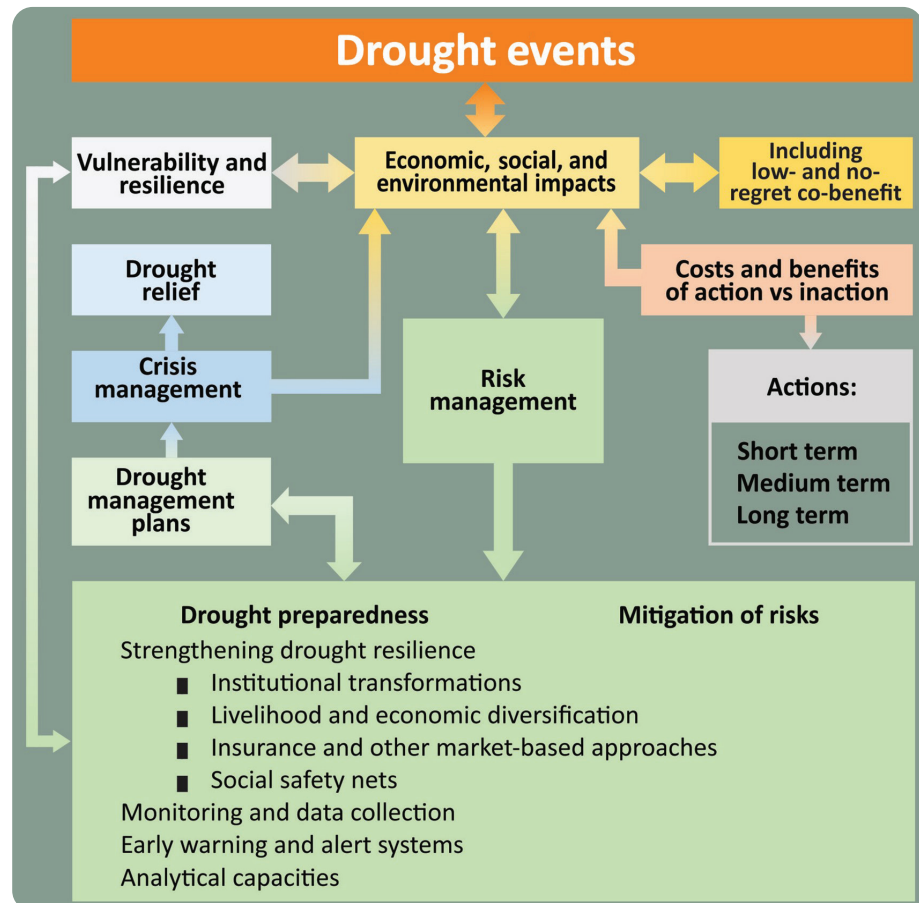 Drought events
Vulnerability and
resilience
Economic, social, and
environmental impacts
Including
low- and no-
regret co-benefit
Drought
relief
Costs and benefits
of action vs inaction
Crisis
management
Risk
management
Actions:
Short term
Medium term
Long term
Drought
management
plans
Drought preparedness
Mitigation of risks
Strengthening drought resilience
■ Institutional transformations
■ Livelihood and economic diversification
■ Insurance and other market-based approaches
■ Social safety nets
Monitoring and data collection
Early warning and alert systems
Analytical capacities